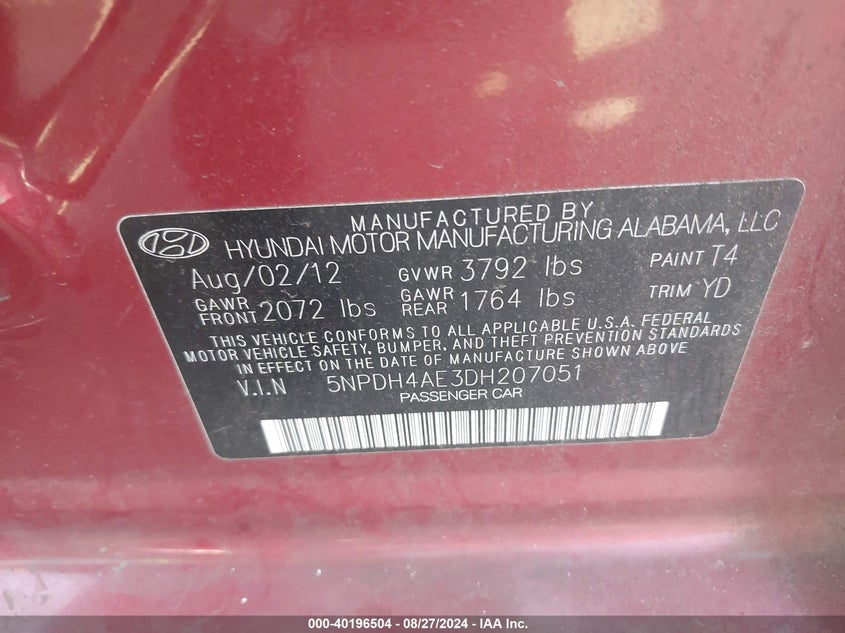 MANUFACTURED BY
HYUNDAI MOTOR MANUFACTURING ALABAMA, LLC
Aug/02/12 GVWR 3792 lbs PAINT T4
GAWR FRONT 2072 lbs GAWR REAR 1764 lbs TRIM YD
THIS VEHICLE CONFORMS TO ALL APPLICABLE U.S.A. FEDERAL
MOTOR VEHICLE SAFETY, BUMPER, AND THEFT PREVENTION STANDARDS
IN EFFECT ON THE DATE OF MANUFACTURE SHOWN ABOVE
V.I.N 5NPDH4AE3DH207051
PASSENGER CAR
000-40196504 - 08/27/2024 - IAA Inc.